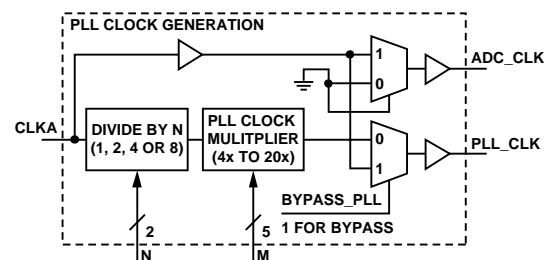 PLL CLOCK GENERATION
1
0
ADC_CLK
CLKA
DIVIDE BY N
(1, 2, 4 OR 8)
PLL CLOCK
MULITPLIER
(4x TO 20x)
0
1
PLL_CLK
BYPASS_PLL
1 FOR BYPASS
2
5
N
M